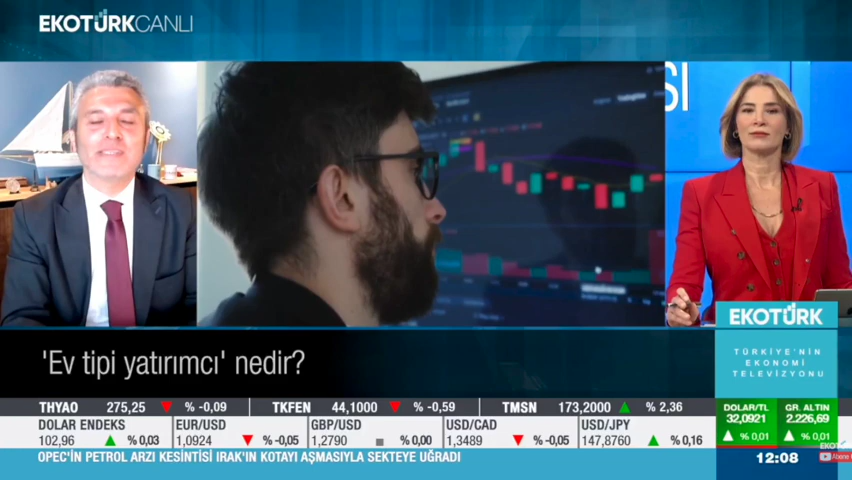 EKOTÜRK CANLI
Sİ
'Ev tipi yatırımcı' nedir?
EKOTÜRK
TÜRKİYE'NİN
EKONOMİ
TELEVİZYONU
THYAO 275,25 % -0,09 TKFEN 44,1000 % -0,59 TMSN 173,2000 % 2,36
DOLAR ENDEKS EUR/USD GBP/USD USD/CAD USD/JPY
102,96 % 0,03 1,0924 % -0,05 1,2790 % 0,00 1,3489 % -0,05 147,8760 % 0,16
DOLAR/TL GR. ALTIN
32,0921 2.226,69
% 0,01 % 0,01
OPEC'İN PETROL ARZI KESİNTİSİ IRAK'IN KOTAYI AŞMASIYLA SEKTEYE UĞRADI
12:08
EKOT
Abone